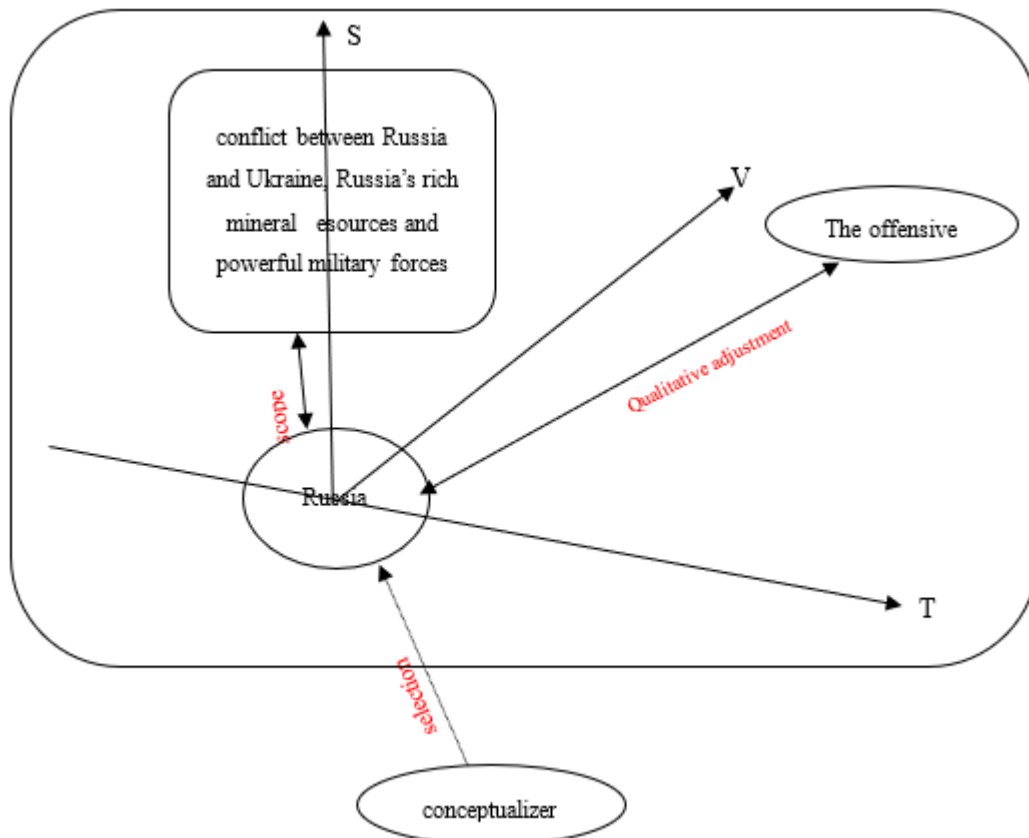 S
conflict between Russia
and Ukraine, Russia's rich
mineral esources and
powerful military forces
V
The offensive
Qualitative adjustment
scope
Russia
T
selection
conceptualizer